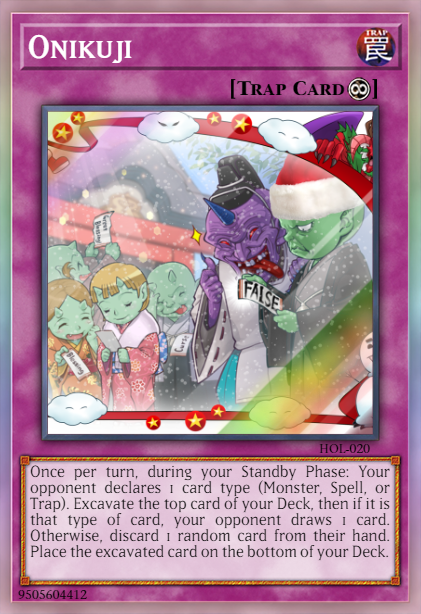 ONIKUJI
TRAP
罠
[TRAP CARD ]
FALSE
Blessing
HOL-020
Once per turn, during your Standby Phase: Your
opponent declares 1 card type (Monster, Spell, or
Trap). Excavate the top card of your Deck, then if it is
that type of card, your opponent draws 1 card.
Otherwise, discard 1 random card from their hand.
Place the excavated card on the bottom of your Deck.
9505604412